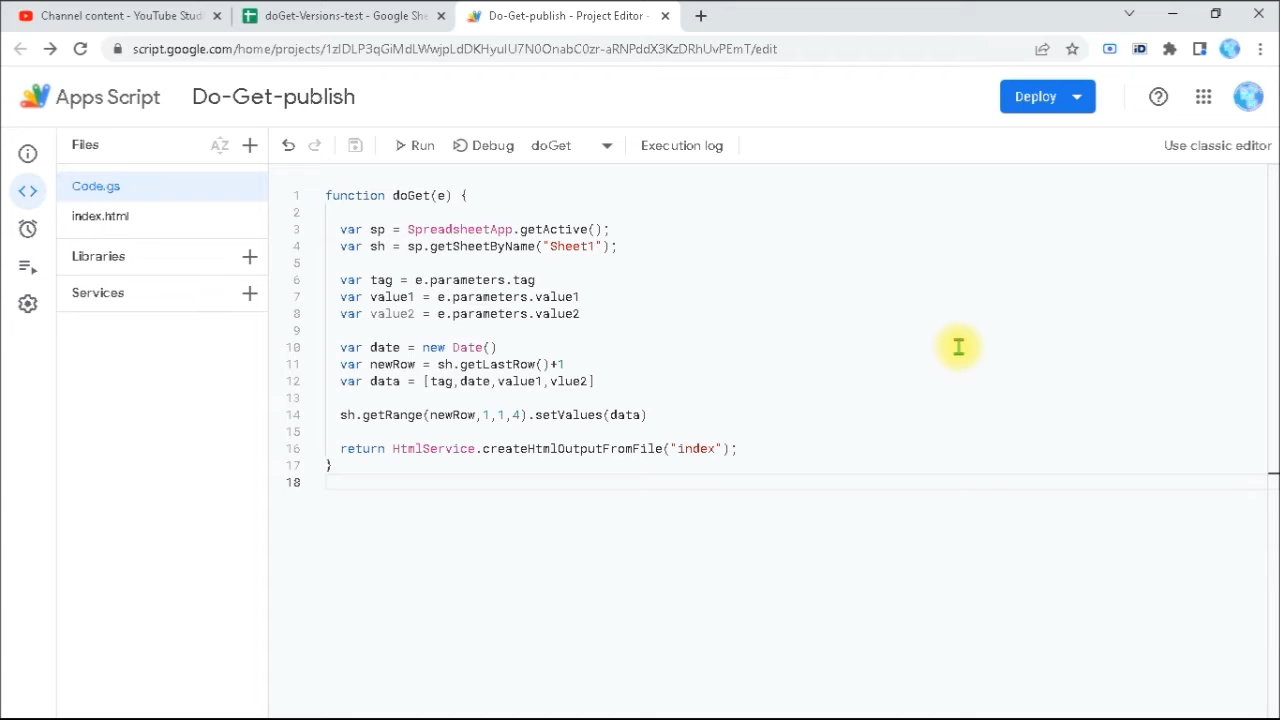 Channel content - YouTube Stud
doGet-Versions-test - Google She
Do-Get-publish - Project Editor -
script.google.com/home/projects/1zIDLP3qGiMdLWwjpLdDKHyulU7N0OnabC0zr-aRNPddX3KzDRhUvPEmT/edit
Apps Script
Do-Get-publish
Deploy
Files
AZ
Run
Debug
doGet
Execution log
Use classic editor
Code.gs
index.html
Libraries
Services
1 function doGet(e) {
2
3 var sp = SpreadsheetApp.getActive();
4 var sh = sp.getSheetByName("Sheet1");
5
6 var tag = e.parameters.tag
7 var value1 = e.parameters.value1
8 var value2 = e.parameters.value2
9
10 var date = new Date()
11 var newRow = sh.getLastRow()+1
12 var data = [tag,date,value1,vlue2]
13
14 sh.getRange(newRow,1,1,4).setValues(data)
15
16 return HtmlService.createHtmlOutputFromFile("index");
17 }
18